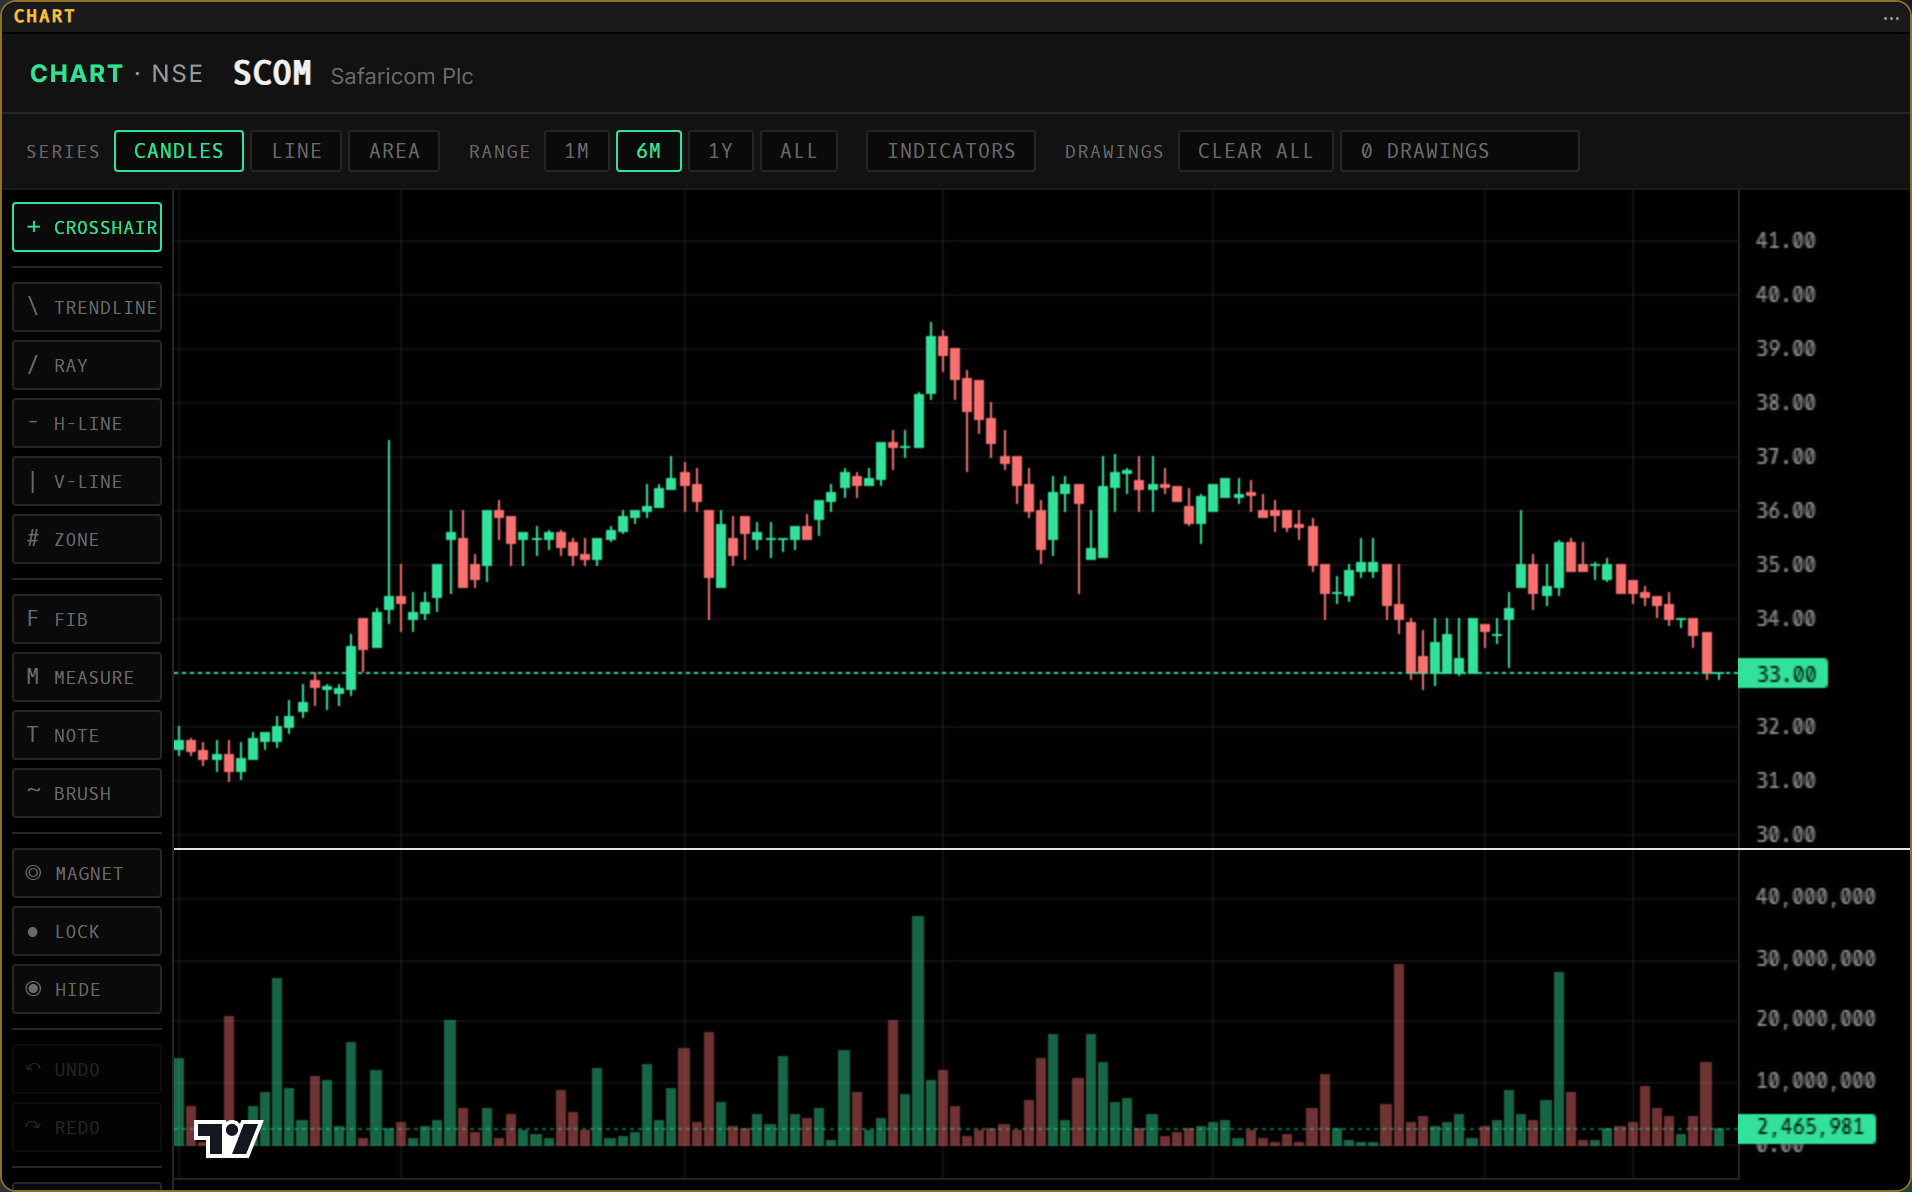 CHART ...
CHART · NSE SCOM Safaricom Plc
SERIES CANDLES LINE AREA RANGE 1M 6M 1Y ALL INDICATORS DRAWINGS CLEAR ALL 0 DRAWINGS
+ CROSSHAIR
\ TRENDLINE
/ RAY
- H-LINE
| V-LINE
# ZONE
F FIB
M MEASURE
T NOTE
~ BRUSH
◎ MAGNET
● LOCK
◉ HIDE
↶ UNDO
↷ REDO
41.00
40.00
39.00
38.00
37.00
36.00
35.00
34.00
33.00
32.00
31.00
30.00
40,000,000
30,000,000
20,000,000
10,000,000
2,465,981
0.00